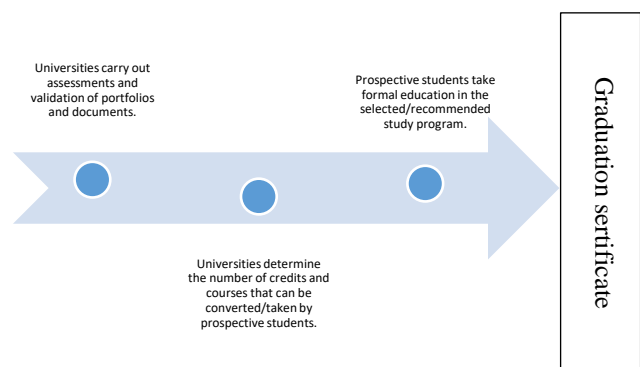 Universities carry out
assessments and
validation of portfolios
and documents.
Universities determine
the number of credits and
courses that can be
converted/taken by
prospective students.
Prospective students take
formal education in the
selected/recommended
study program.
Graduation sertificate